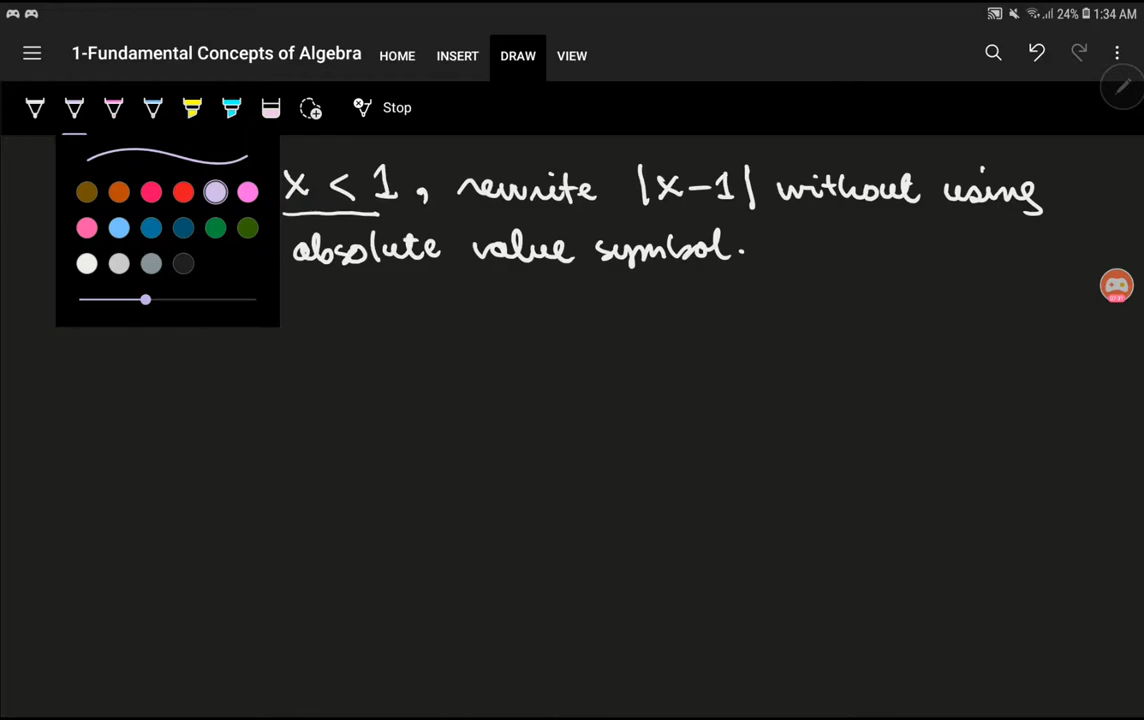 24% 1:34 AM
1-Fundamental Concepts of Algebra HOME INSERT DRAW VIEW
Stop
x < 1, rewrite |x-1| without using
absolute value symbol.